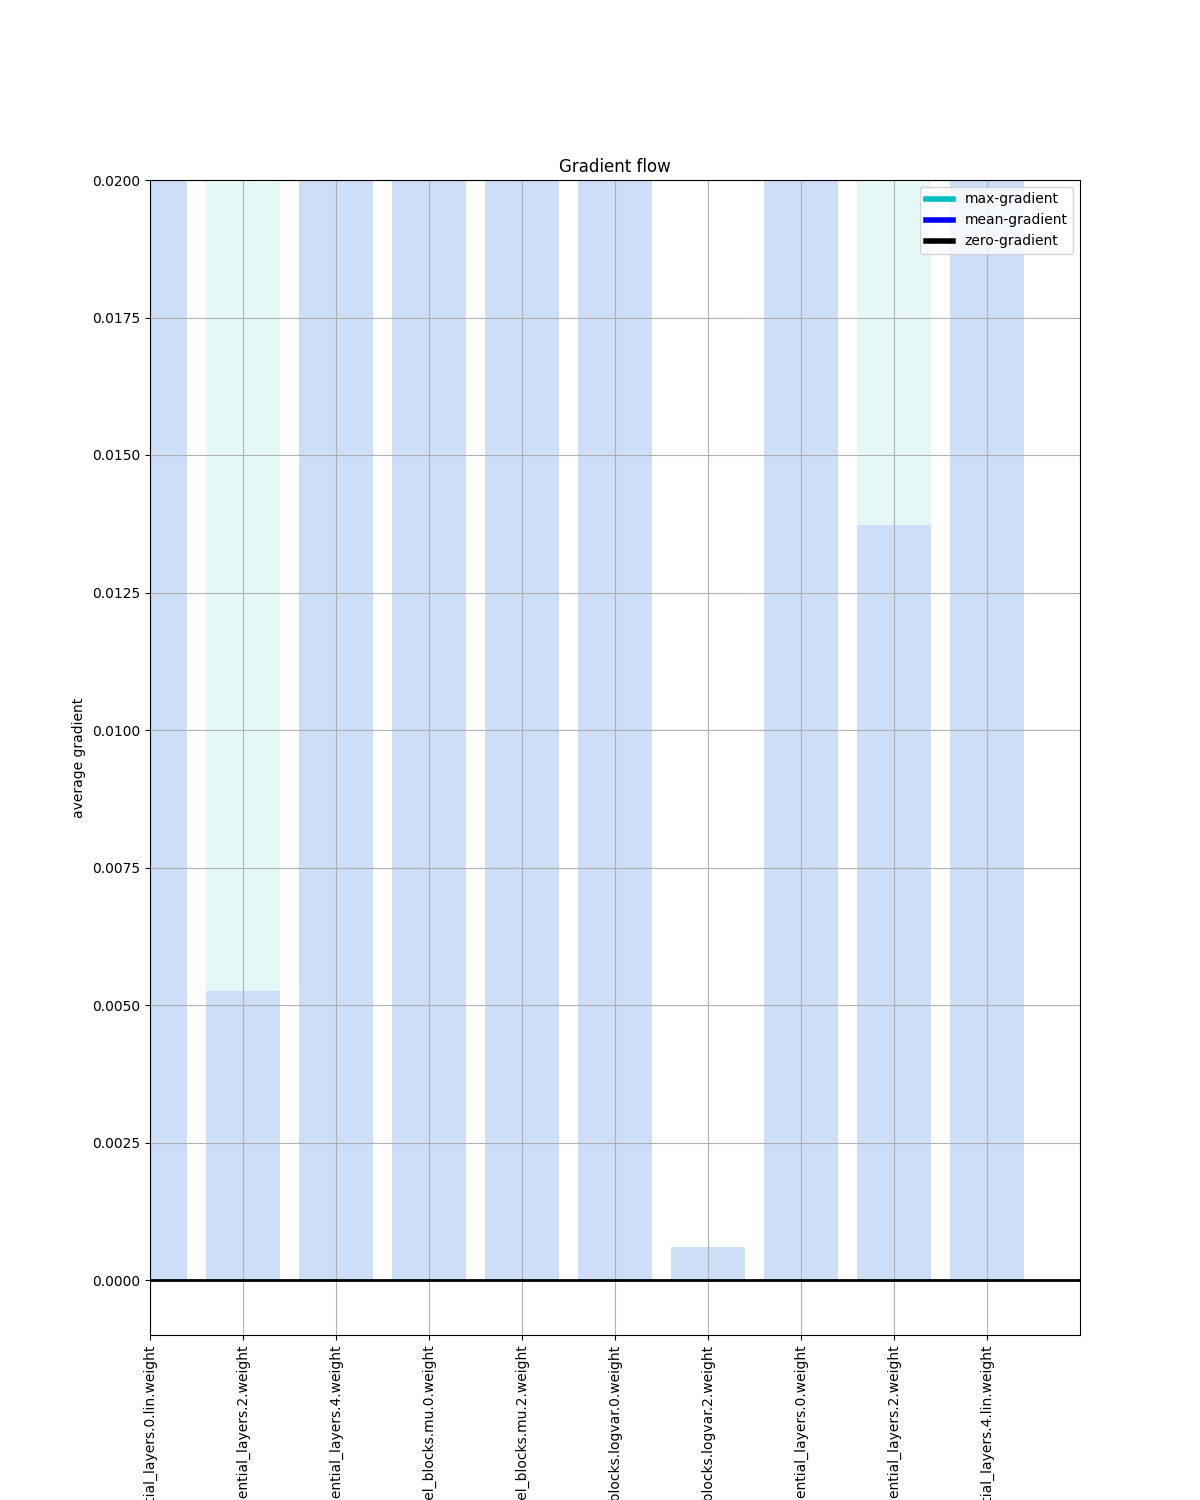 Gradient flow
0.0200
0.0175
0.0150
0.0125
0.0100
0.0075
0.0050
0.0025
0.0000
average gradient
max-gradient
mean-gradient
zero-gradient
tial_layers.0.lin.weight
ential_layers.2.weight
ential_layers.4.weight
el_blocks.mu.0.weight
el_blocks.mu.2.weight
blocks.logvar.0.weight
blocks.logvar.2.weight
ential_layers.0.weight
ential_layers.2.weight
tial_layers.4.lin.weight